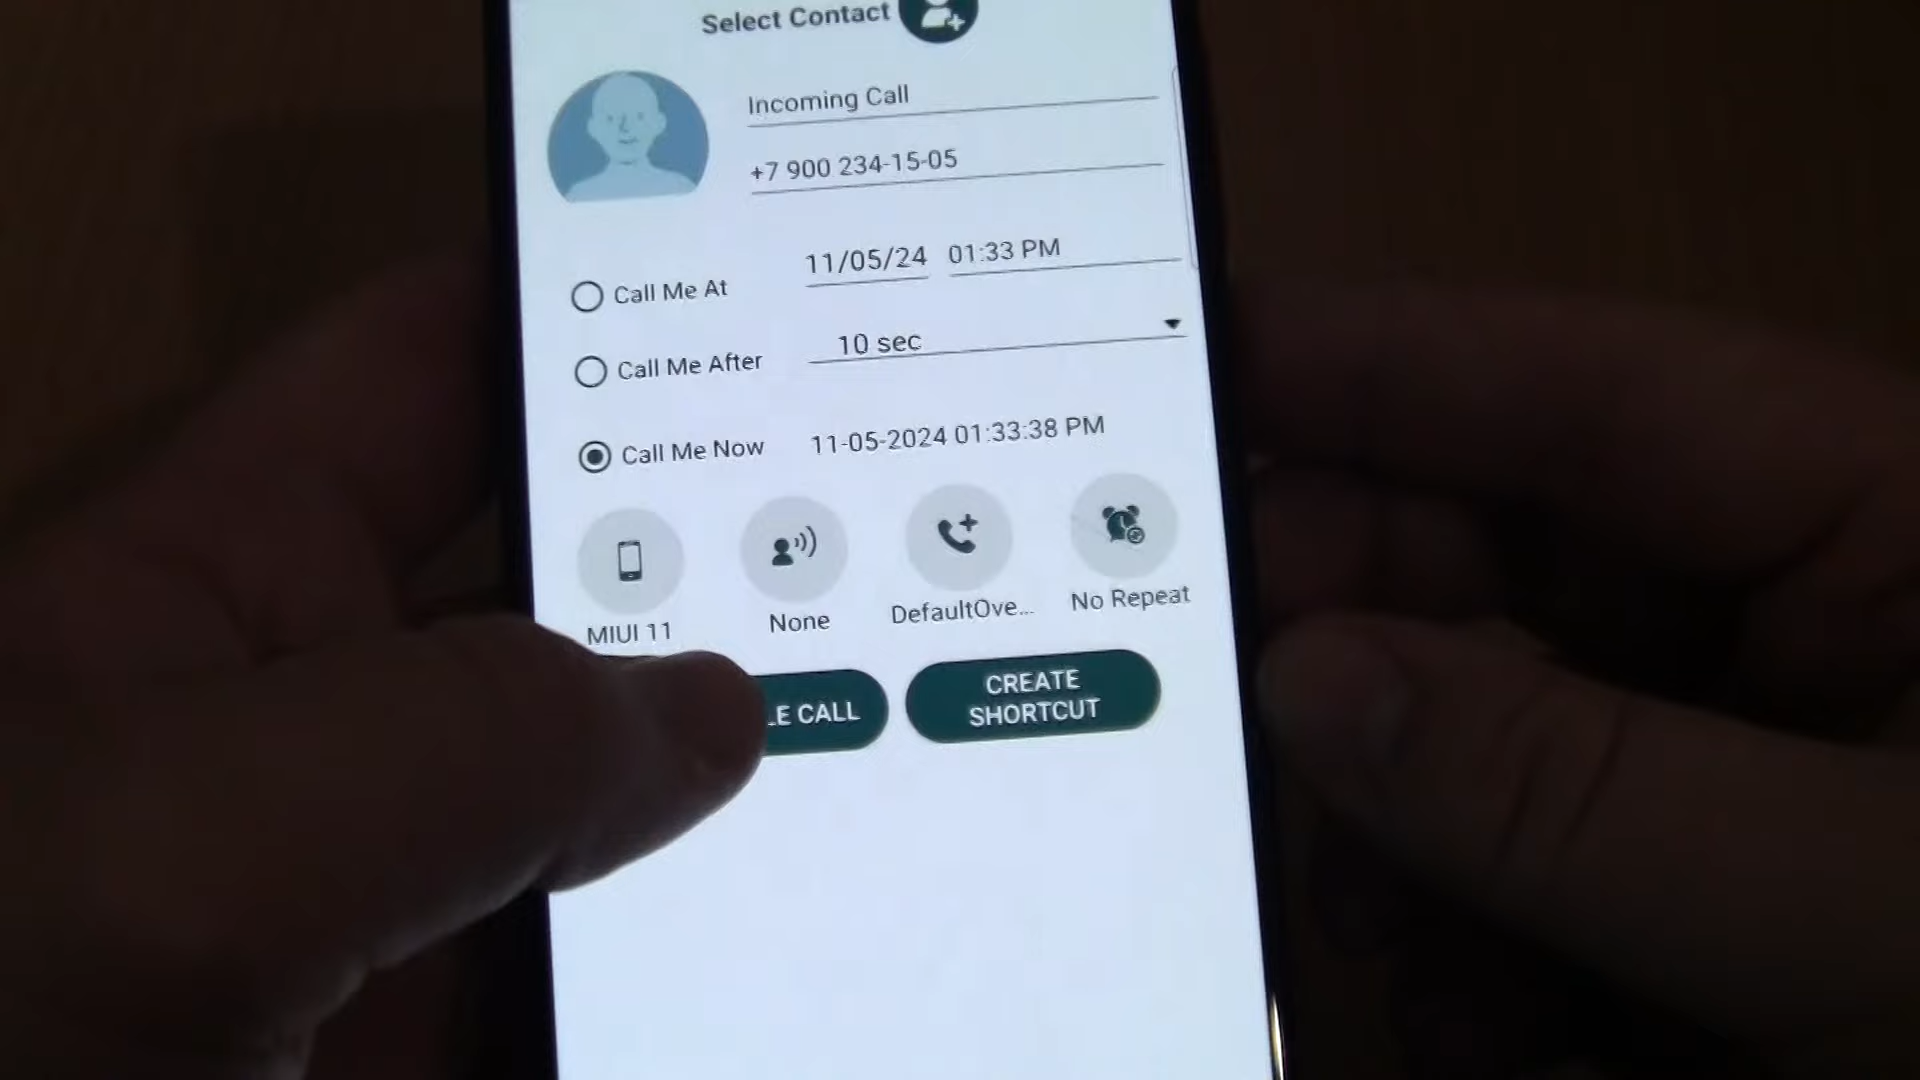 Select Contact
Incoming Call
+7 900 234-15-05
Call Me At 11/05/24 01:33 PM
Call Me After 10 sec
Call Me Now 11-05-2024 01:33:38 PM
MIUI 11 None DefaultOve... No Repeat
CALL
CREATE
SHORTCUT